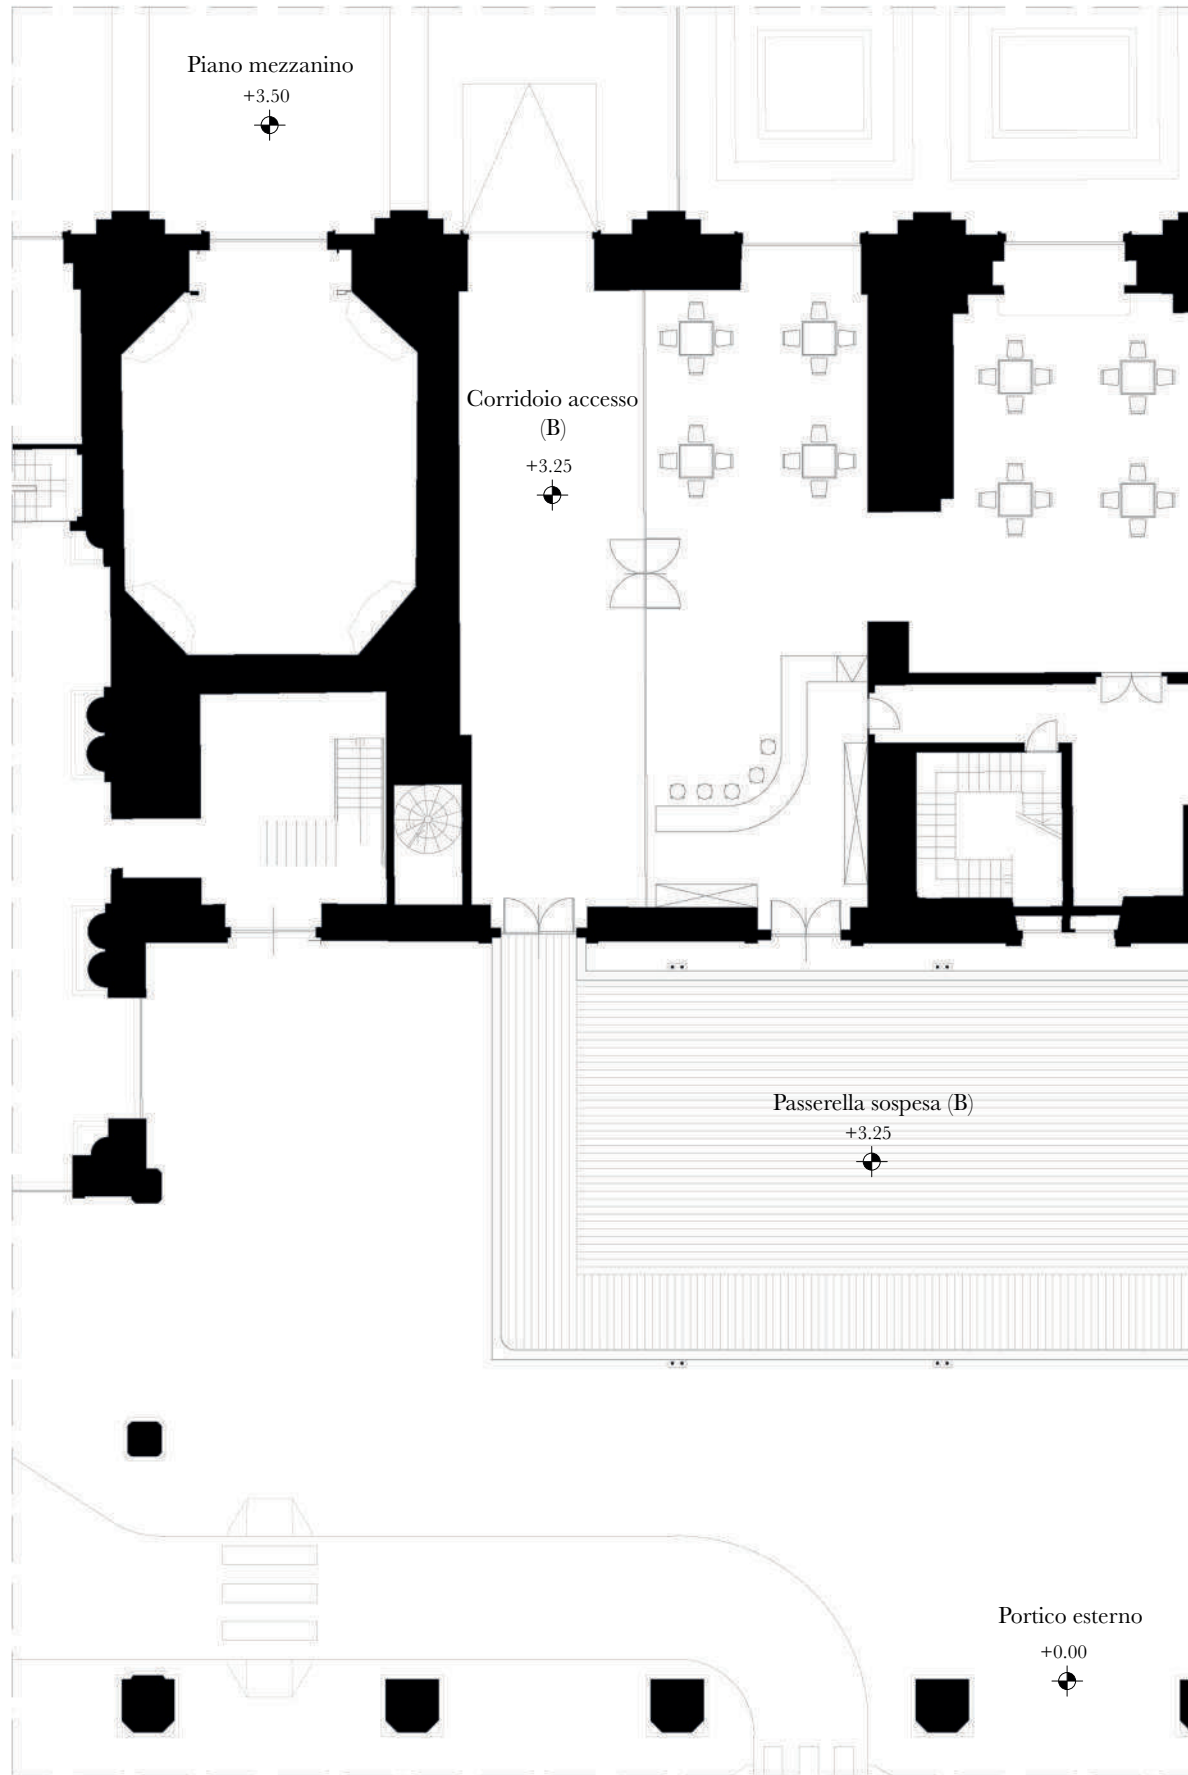 Piano mezzanino
+3.50
Corridoio accesso
(B)
+3.25
Passerella sospesa (B)
+3.25
Portico esterno
+0.00